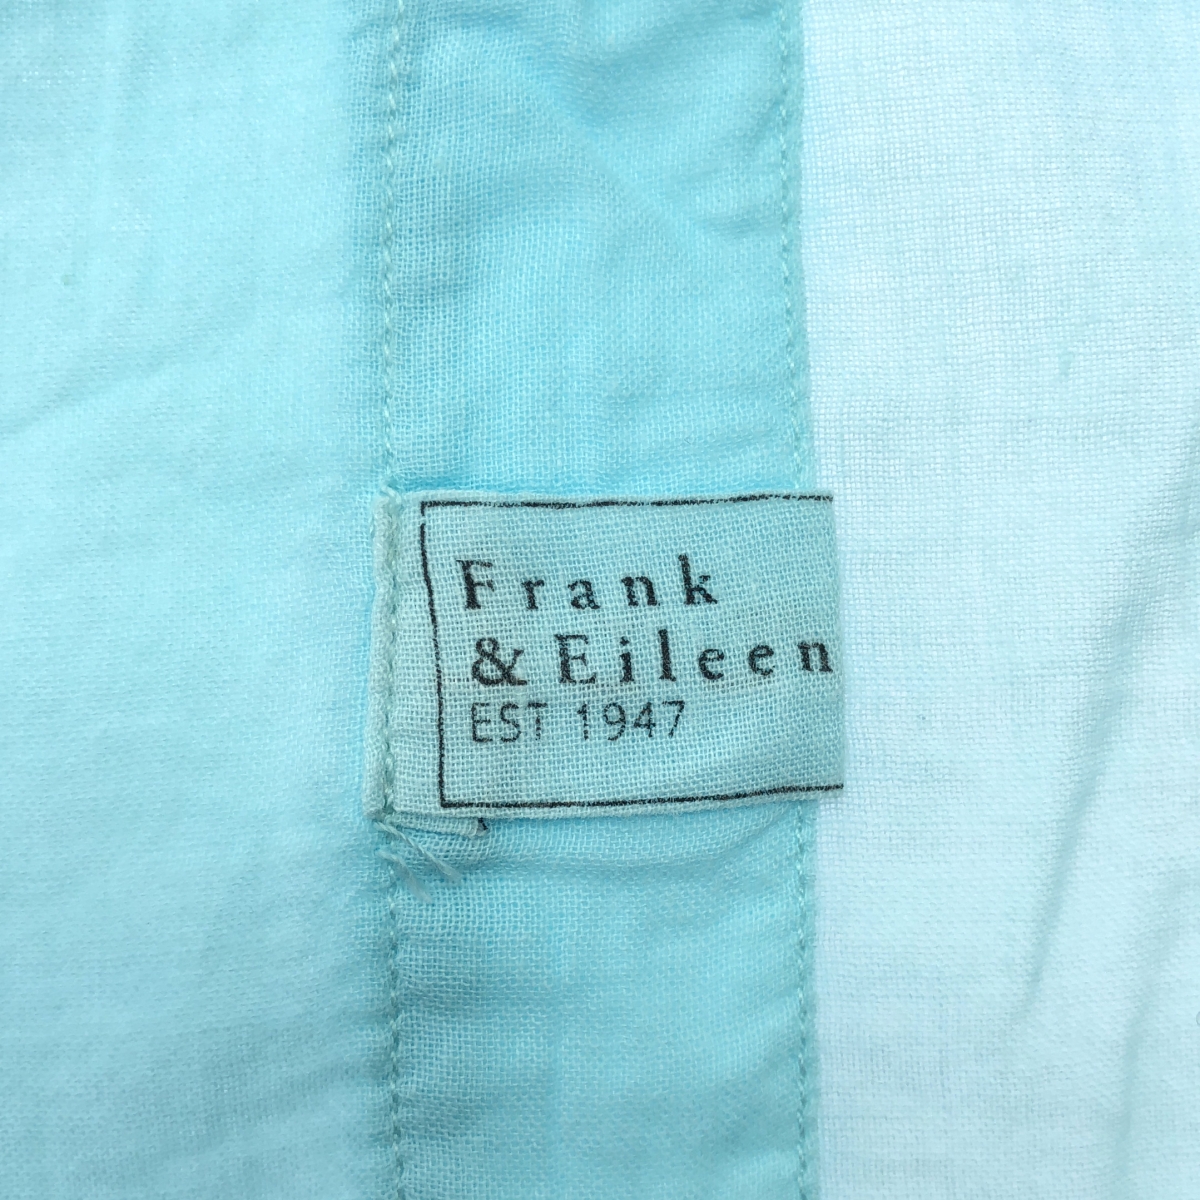 Frank
& Eileen
EST 1947